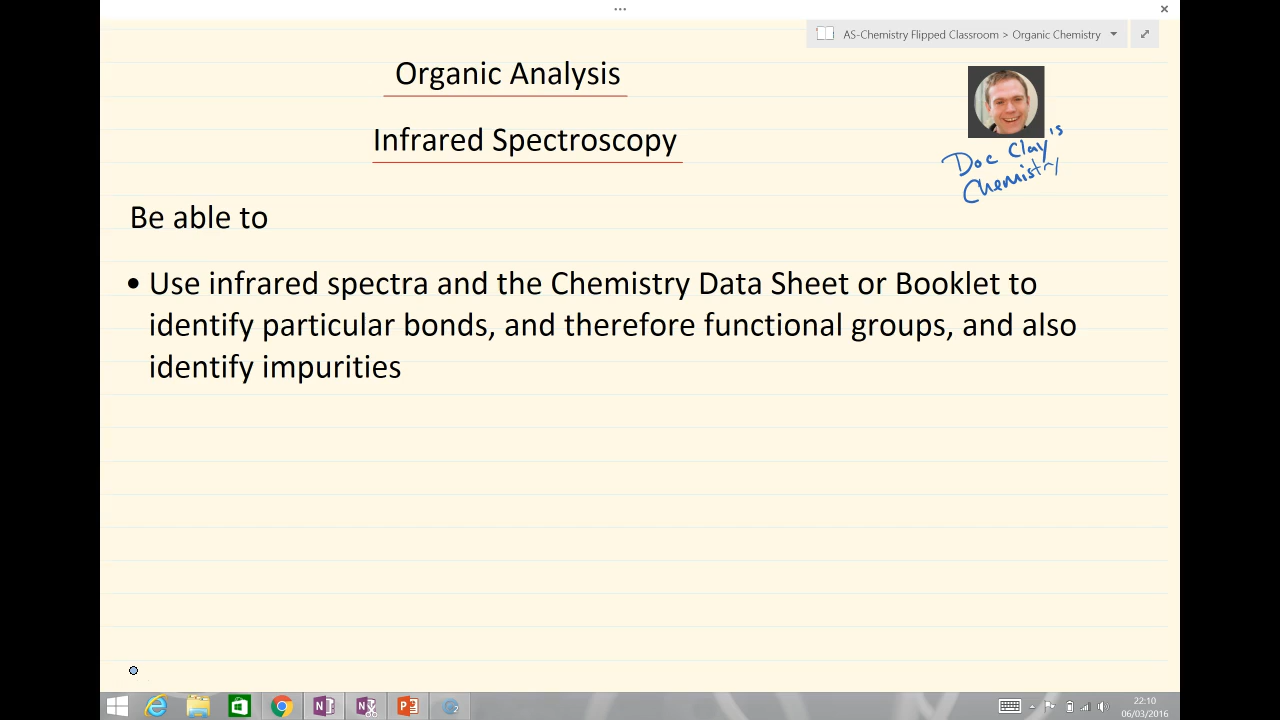 AS-Chemistry Flipped Classroom > Organic Chemistry
Organic Analysis
Infrared Spectroscopy
Doc Clay's
Chemistry
Be able to
• Use infrared spectra and the Chemistry Data Sheet or Booklet to
identify particular bonds, and therefore functional groups, and also
identify impurities
22:10
06/03/2016